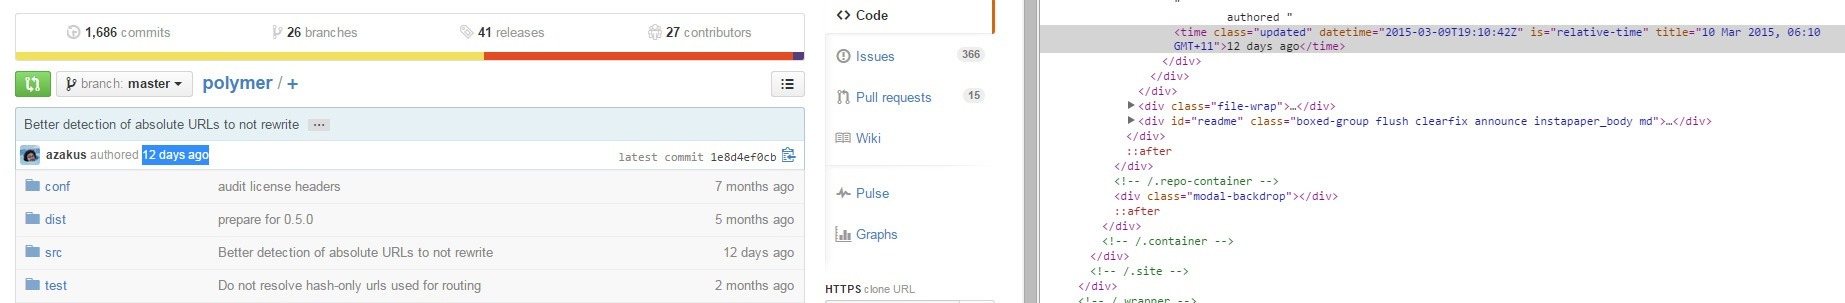 1,686 commits 26 branches 41 releases 27 contributors
branch: master polymer / +
Better detection of absolute URLs to not rewrite ...
azakus authored 12 days ago latest commit 1e8d4ef0cb
conf audit license headers 7 months ago
dist prepare for 0.5.0 5 months ago
src Better detection of absolute URLs to not rewrite 12 days ago
test Do not resolve hash-only urls used for routing 2 months ago
<> Code
Issues 366
Pull requests 15
Wiki
Pulse
Graphs
HTTPS clone URL
"
authored "
<time class="updated" datetime="2015-03-09T19:10:42Z" is="relative-time" title="10 Mar 2015, 06:10
GMT+11">12 days ago</time>
</div>
</div>
</div>
<div class="file-wrap">…</div>
<div id="readme" class="boxed-group flush clearfix announce instapaper_body md">…</div>
</div>
::after
</div>
<!-- /.repo-container -->
<div class="modal-backdrop"></div>
::after
</div>
<!-- /.container -->
</div>
<!-- /.site -->
</div>
<!-- /.wrapper -->